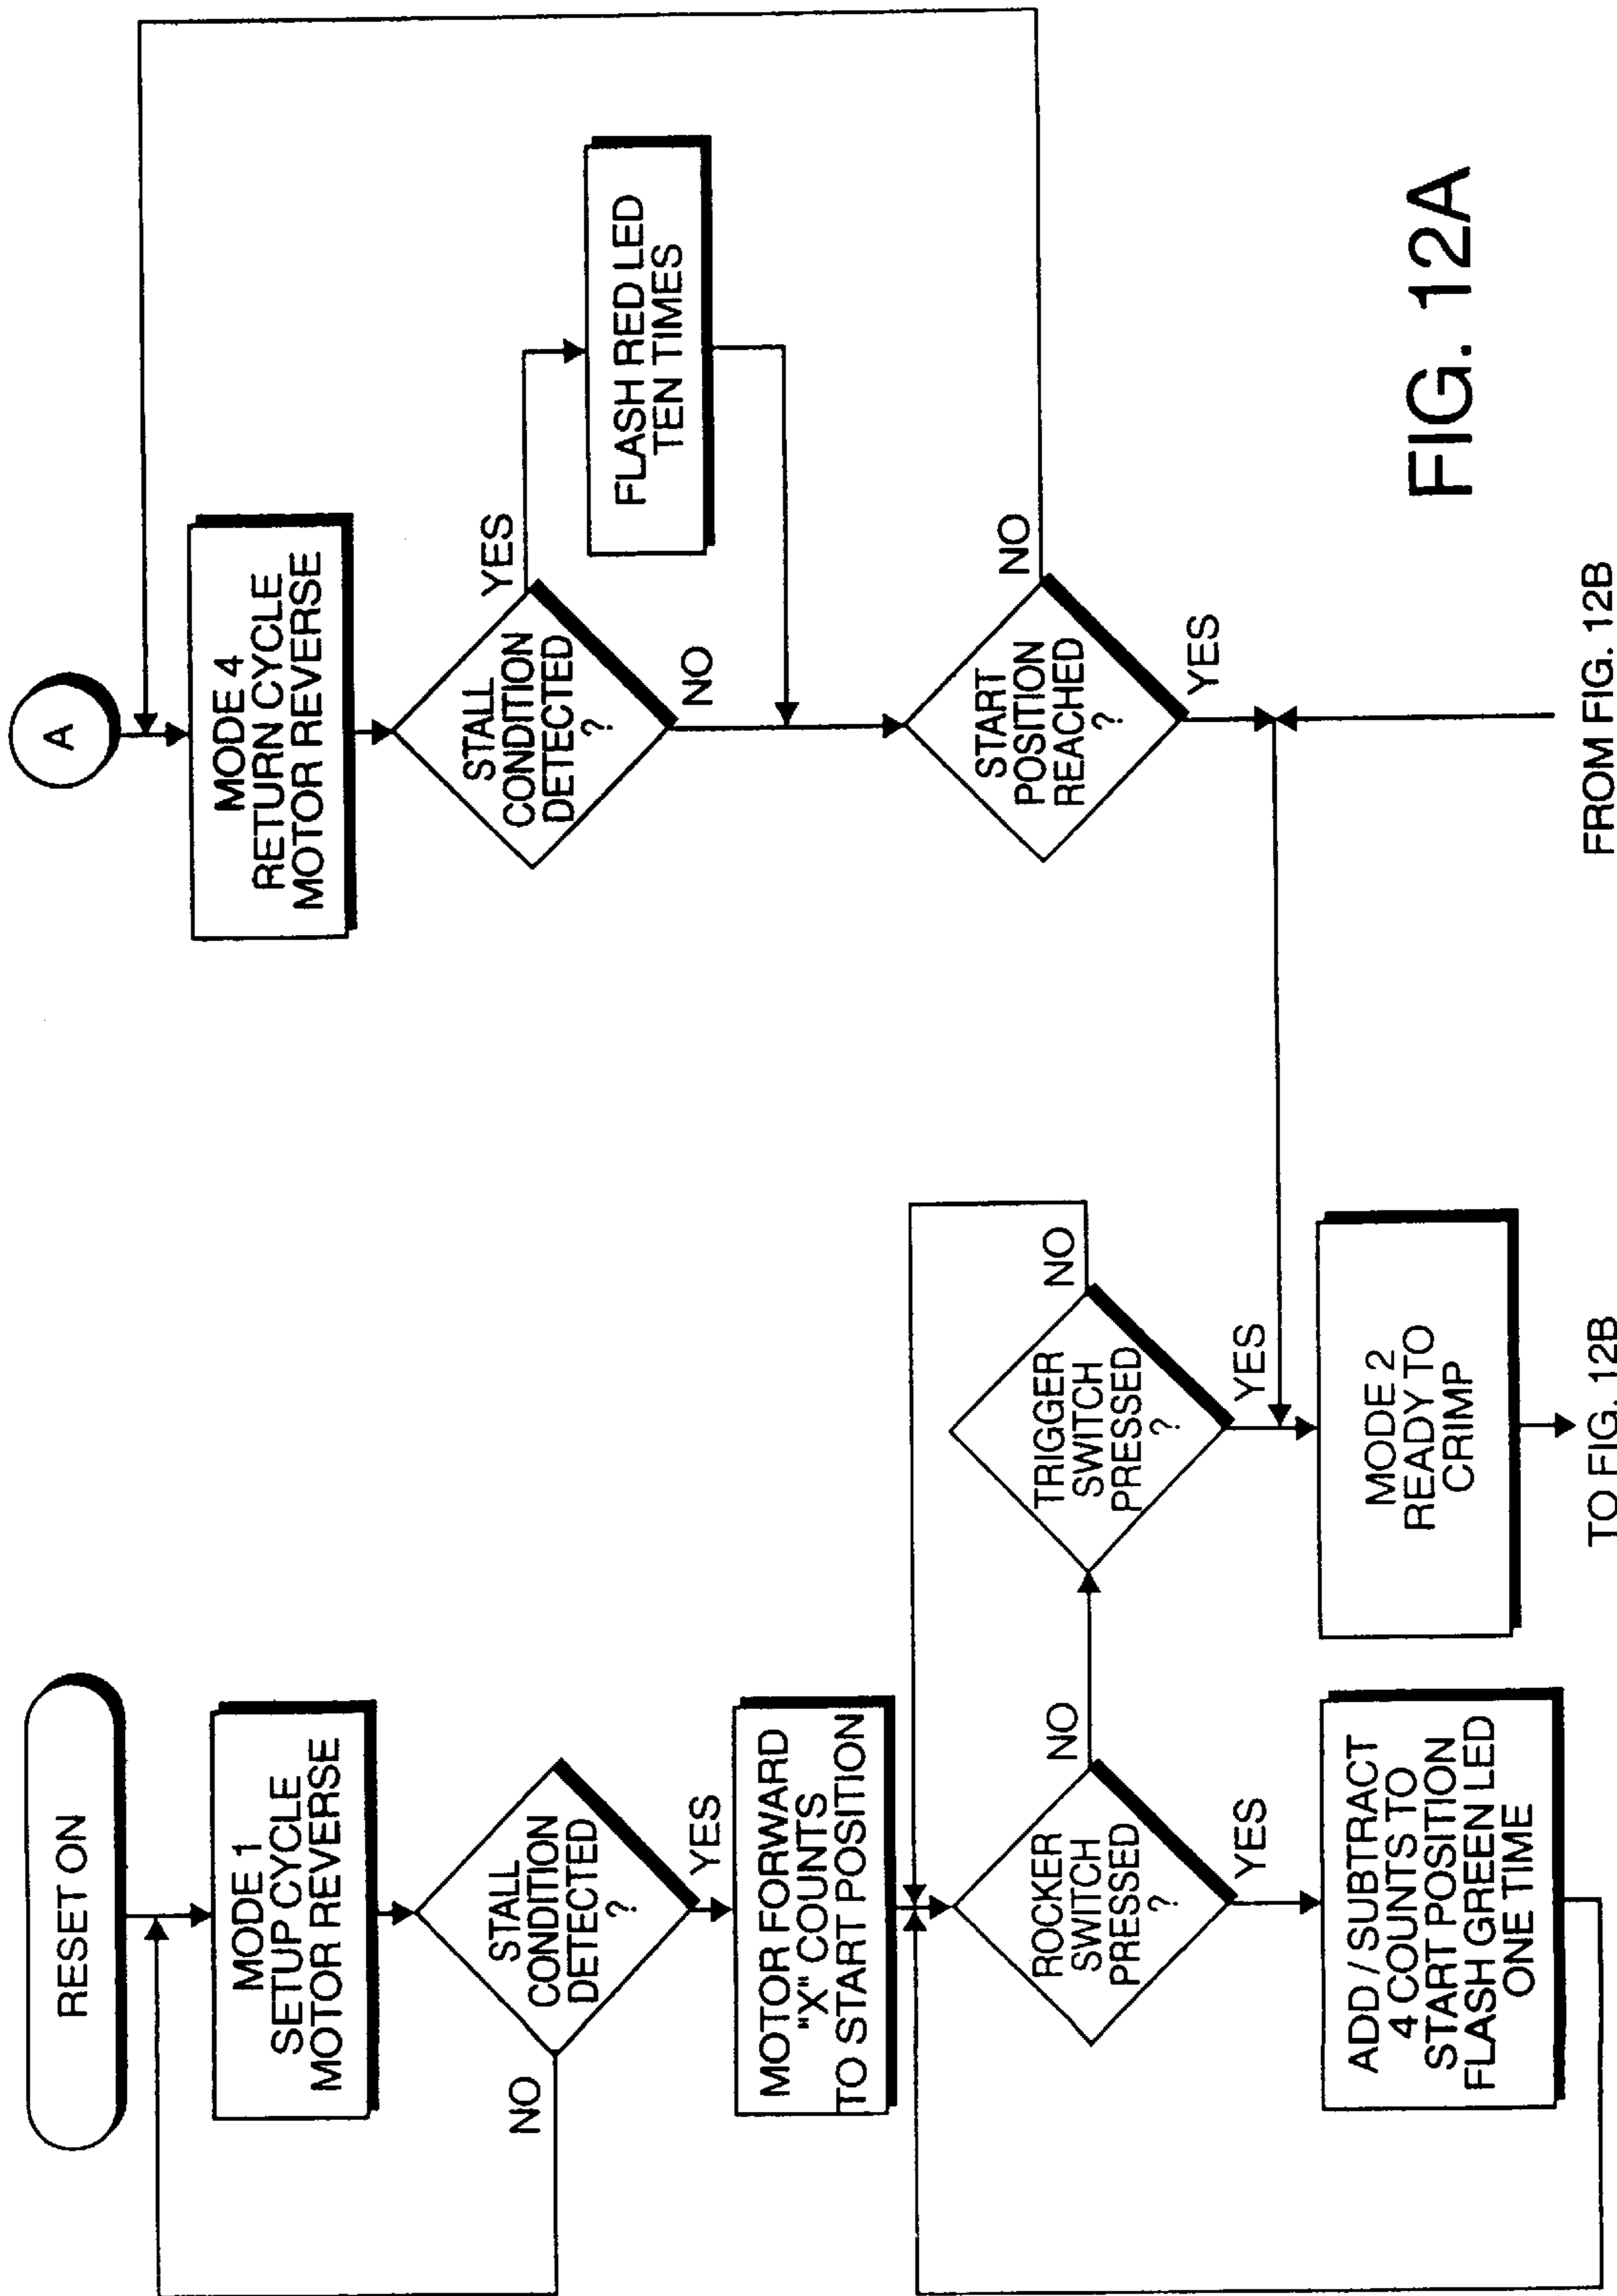 RESET ON
MODE 1
SETUP CYCLE
MOTOR REVERSE
STALL
CONDITION
DETECTED
?
NO
YES
MOTOR FORWARD
"X" COUNTS
TO START POSITION
ROCKER
SWITCH
PRESSED
?
NO
YES
ADD / SUBTRACT
4 COUNTS TO
START POSITION
FLASH GREEN LED
ONE TIME
TRIGGER
SWITCH
PRESSED
?
NO
YES
MODE 2
READY TO
CRIMP
TO FIG. 12B
A
MODE 4
RETURN CYCLE
MOTOR REVERSE
STALL
CONDITION
DETECTED
?
YES
NO
FLASH RED LED
TEN TIMES
START
POSITION
REACHED
?
NO
YES
FROM FIG. 12B
FIG. 12A